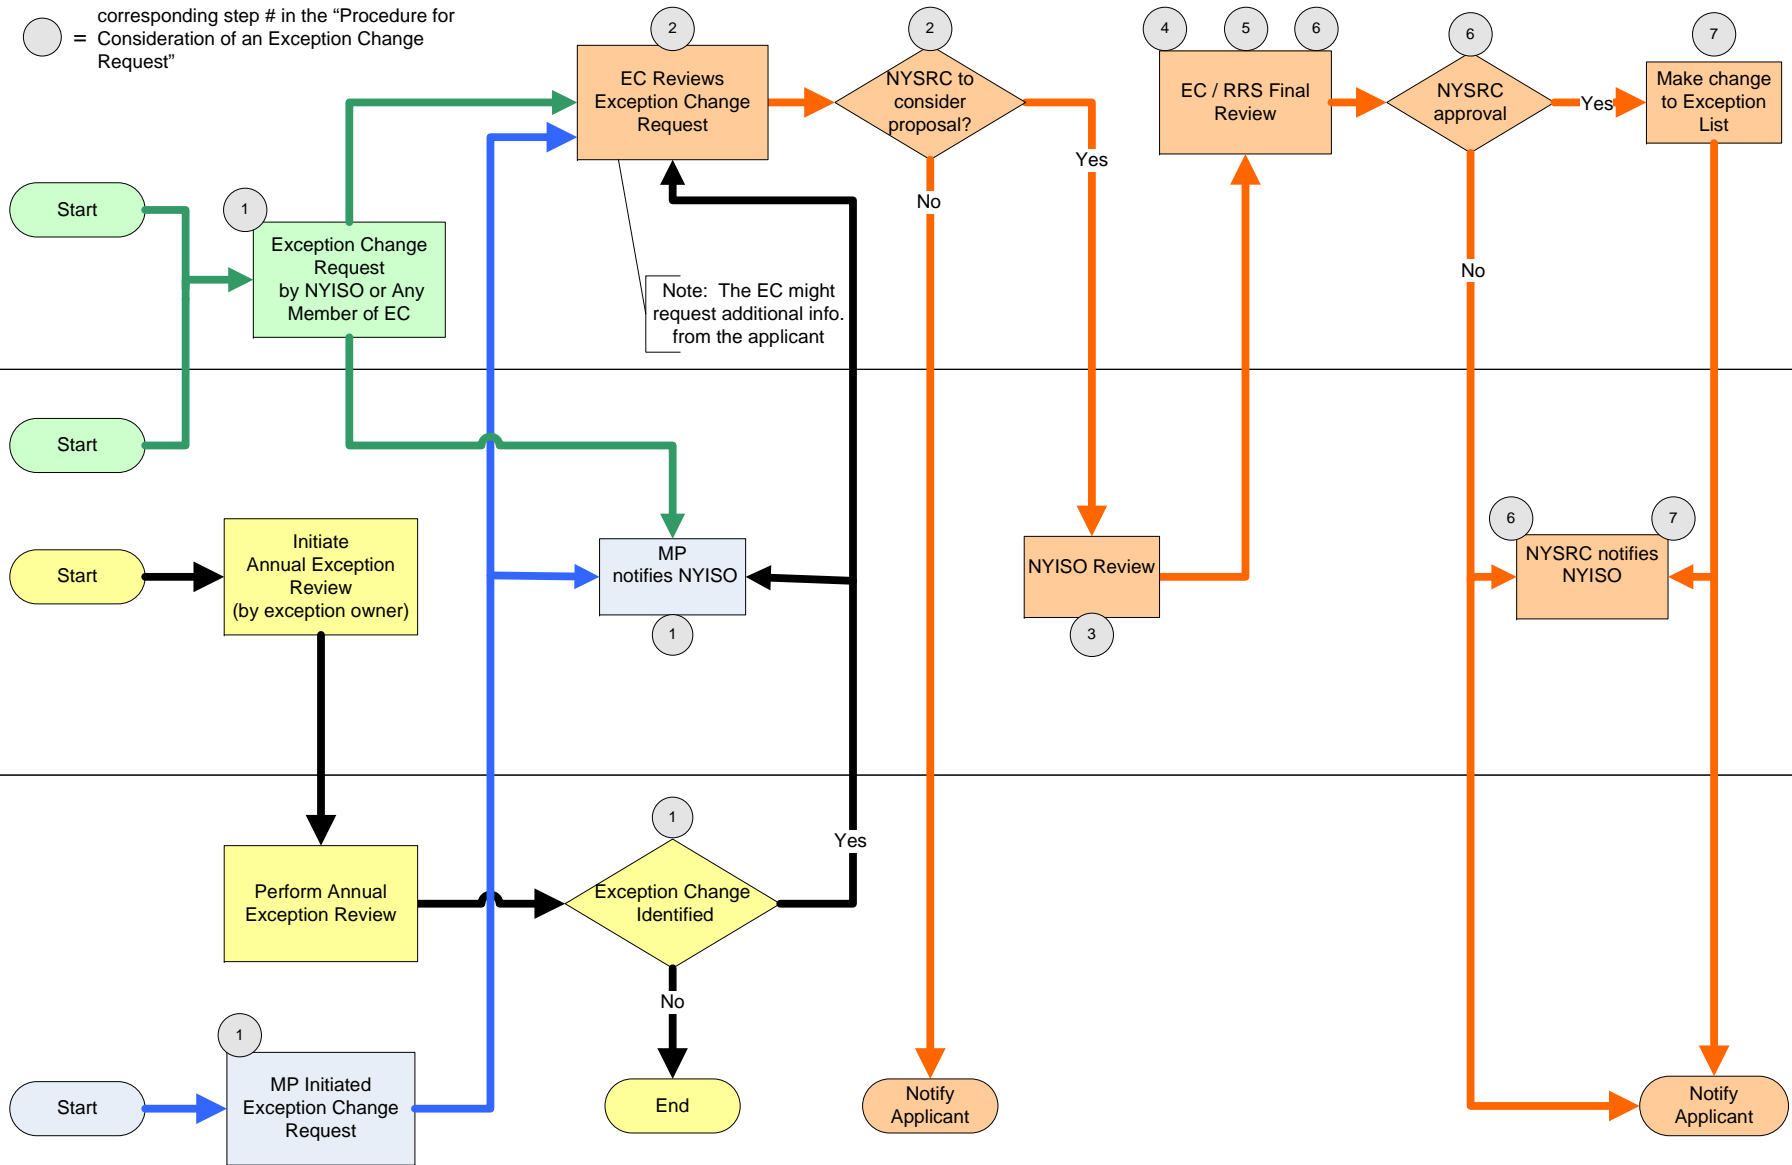 corresponding step # in the “Procedure for
= Consideration of an Exception Change
Request”
2
2
4
5
6
6
7
EC Reviews
Exception Change
Request
NYSRC to
consider
proposal?
EC / RRS Final
Review
NYSRC
approval
Yes
Make change
to Exception
List
Yes
No
Start
1
Exception Change
Request
by NYISO or Any
Member of EC
Note: The EC might
request additional info.
from the applicant
No
Start
Start
Initiate
Annual Exception
Review
(by exception owner)
MP
notifies NYISO
1
NYISO Review
3
6
7
NYSRC notifies
NYISO
1
Yes
Perform Annual
Exception Review
Exception Change
Identified
No
1
Start
MP Initiated
Exception Change
Request
End
Notify
Applicant
Notify
Applicant